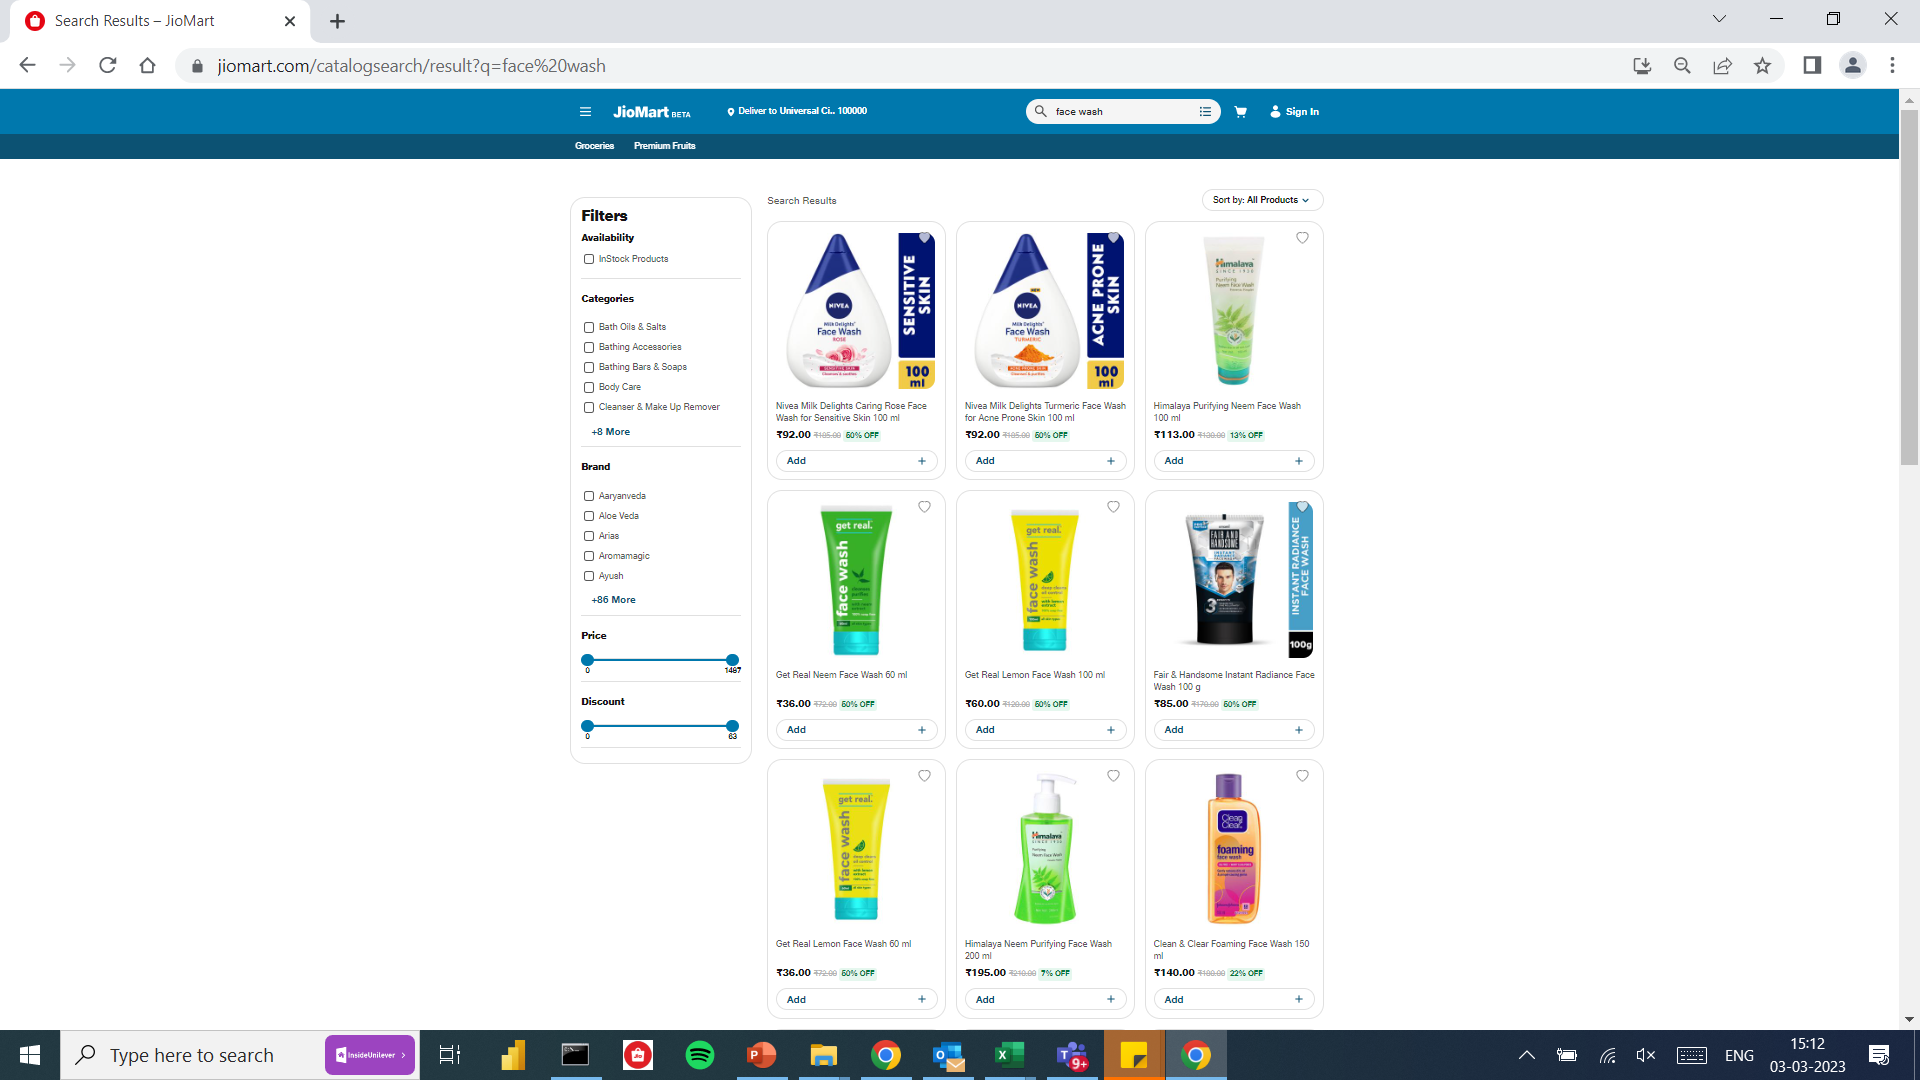 Search Results – JioMart
jiomart.com/catalogsearch/result?q=face%20wash
JioMart BETA
Deliver to Universal Ci.. 100000
face wash
Sign In
Groceries
Premium Fruits
Filters
Availability
InStock Products
Categories
Bath Oils & Salts
Bathing Accessories
Bathing Bars & Soaps
Body Care
Cleanser & Make Up Remover
+8 More
Brand
Aaryanveda
Aloe Veda
Arias
Aromamagic
Ayush
+86 More
Price
0
1467
Discount
0
63
Search Results
Sort by: All Products
NIVEA
Milk Delights
Face Wash
ROSE
SENSITIVE SKIN
SENSITIVE
SKIN
100
ml
Nivea Milk Delights Caring Rose Face
Wash for Sensitive Skin 100 ml
₹92.00 ₹185.00 50% OFF
Add +
NIVEA
Milk Delights
Face Wash
TURMERIC
ACNE PRONE SKIN
ACNE PRONE
SKIN
100
ml
Nivea Milk Delights Turmeric Face Wash
for Acne Prone Skin 100 ml
₹92.00 ₹185.00 50% OFF
Add +
Himalaya
SINCE 1930
Purifying
Neem Face Wash
Himalaya Purifying Neem Face Wash
100 ml
₹113.00 ₹130.00 13% OFF
Add +
get real.
face wash
Get Real Neem Face Wash 60 ml
₹36.00 ₹72.00 50% OFF
Add +
get real.
face wash
Get Real Lemon Face Wash 100 ml
₹60.00 ₹120.00 50% OFF
Add +
FAIR AND
HANDSOME
INSTANT
RADIANCE
3
INSTANT RADIANCE
FACE WASH
100g
Fair & Handsome Instant Radiance Face
Wash 100 g
₹85.00 ₹170.00 50% OFF
Add +
get real.
face wash
Get Real Lemon Face Wash 60 ml
₹36.00 ₹72.00 50% OFF
Add +
Himalaya
SINCE 1930
Purifying
Neem Face Wash
Himalaya Neem Purifying Face Wash
200 ml
₹195.00 ₹210.00 7% OFF
Add +
Clean &
Clear.
foaming
face wash
Clean & Clear Foaming Face Wash 150
ml
₹140.00 ₹180.00 22% OFF
Add +
Type here to search
InsideUnilever
9+
ENG
15:12
03-03-2023